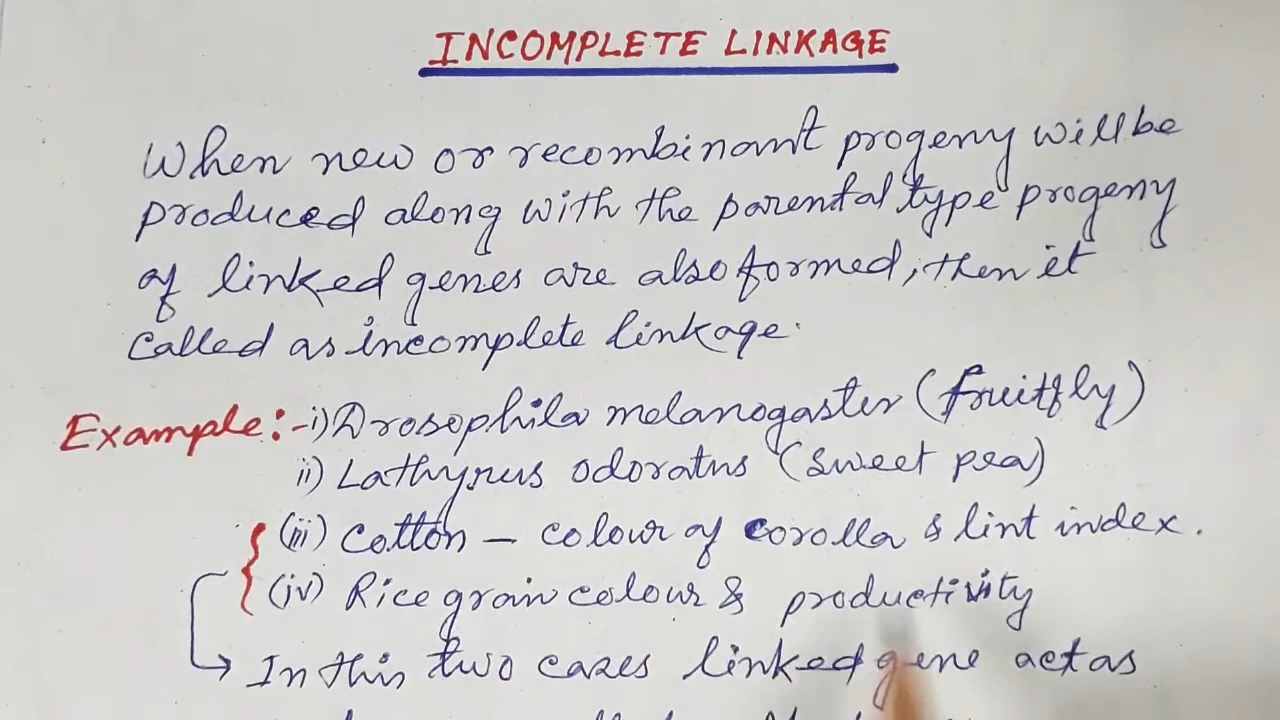 INCOMPLETE LINKAGE
When new or recombinant progeny will be
produced along with the parental type progeny
of linked genes are also formed, then it
called as incomplete linkage.
Example:- i) Drosophila melanogaster (fruitfly)
ii) Lathyrus odoratus (sweet pea)
(iii) Cotton – colour of corolla & lint index.
(iv) Rice grain colour & productivity
In this two cases linked gene act as